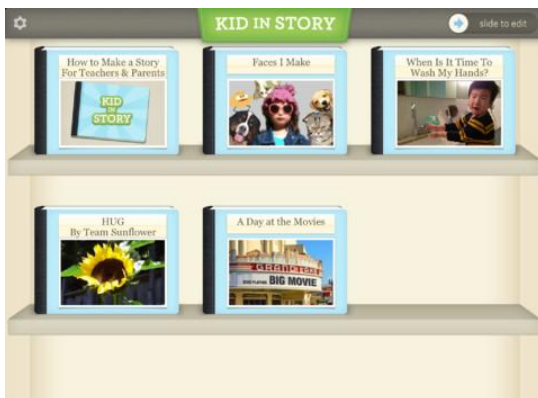 KID IN STORY
slide to edit
How to Make a Story
For Teachers & Parents
KID
IN
STORY
Faces I Make
When Is It Time To
Wash My Hands?
HUG
By Team Sunflower
A Day at the Movies
BIG MOVIE